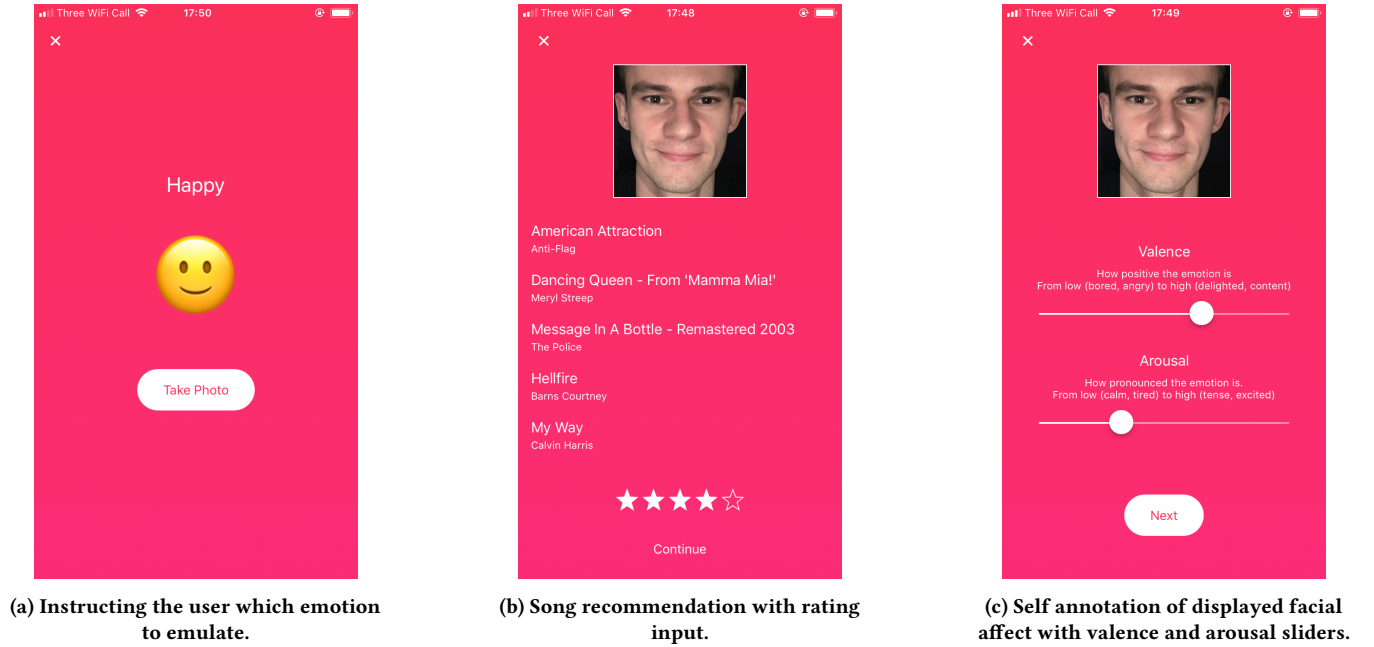 Three WiFi Call 17:50
×
Happy
Take Photo
(a) Instructing the user which emotion
to emulate.
Three WiFi Call 17:48
×
American Attraction
Anti-Flag
Dancing Queen - From 'Mamma Mia!'
Meryl Streep
Message In A Bottle - Remastered 2003
The Police
Hellfire
Barns Courtney
My Way
Calvin Harris
Continue
(b) Song recommendation with rating
input.
Three WiFi Call 17:49
×
Valence
How positive the emotion is
From low (bored, angry) to high (delighted, content)
Arousal
How pronounced the emotion is.
From low (calm, tired) to high (tense, excited)
Next
(c) Self annotation of displayed facial
affect with valence and arousal sliders.